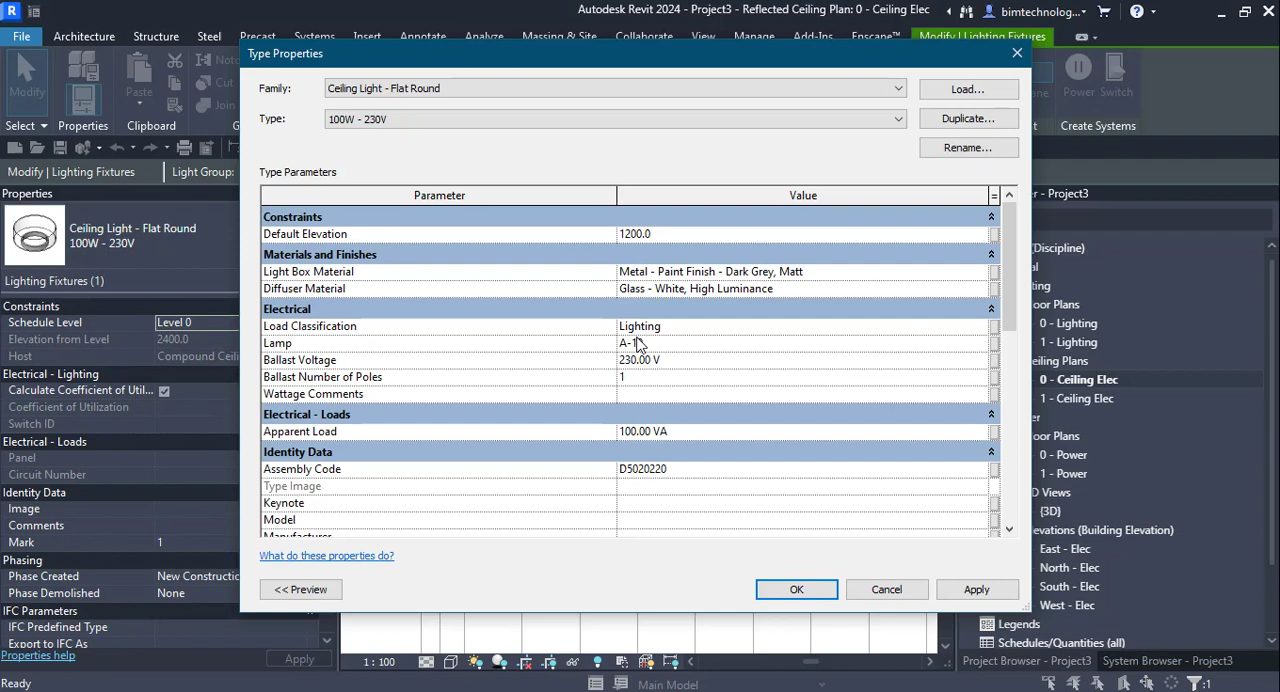 R Autodesk Revit 2024 - Project3 - Reflected Ceiling Plan: 0 - Ceiling Elec bimtechnolog...
File Architecture Structure Steel Precast Systems Insert Annotate Analyze Massing & Site Collaborate View Manage Add-Ins Enscape™ Modify | Lighting Fixtures
Type Properties
Family: Ceiling Light - Flat Round Load...
Type: 100W - 230V Duplicate...
Rename...
Type Parameters
Parameter Value =
Constraints
Default Elevation 1200.0
Materials and Finishes
Light Box Material Metal - Paint Finish - Dark Grey, Matt
Diffuser Material Glass - White, High Luminance
Electrical
Load Classification Lighting
Lamp A-1
Ballast Voltage 230.00 V
Ballast Number of Poles 1
Wattage Comments
Electrical - Loads
Apparent Load 100.00 VA
Identity Data
Assembly Code D5020220
Type Image
Keynote
Model
Manufacturer
What do these properties do?
<< Preview OK Cancel Apply
Modify Paste Cut Join Power Switch
Select Properties Clipboard Create Systems
Modify | Lighting Fixtures Light Group:
Properties
Ceiling Light - Flat Round
100W - 230V
Lighting Fixtures (1)
Constraints
Schedule Level Level 0
Elevation from Level 2400.0
Host Compound Ceili
Electrical - Lighting
Calculate Coefficient of Util...
Coefficient of Utilization
Switch ID
Electrical - Loads
Panel
Circuit Number
Identity Data
Image
Comments
Mark 1
Phasing
Phase Created New Constructio
Phase Demolished None
IFC Parameters
IFC Predefined Type
Export to IFC As
Properties help Apply
- Project3
(Discipline)
oor Plans
0 - Lighting
1 - Lighting
eiling Plans
0 - Ceiling Elec
1 - Ceiling Elec
oor Plans
0 - Power
1 - Power
D Views
{3D}
evations (Building Elevation)
East - Elec
North - Elec
South - Elec
West - Elec
Legends
Schedules/Quantities (all)
Project Browser - Project3 System Browser - Project3
1 : 100
Ready Main Model :1